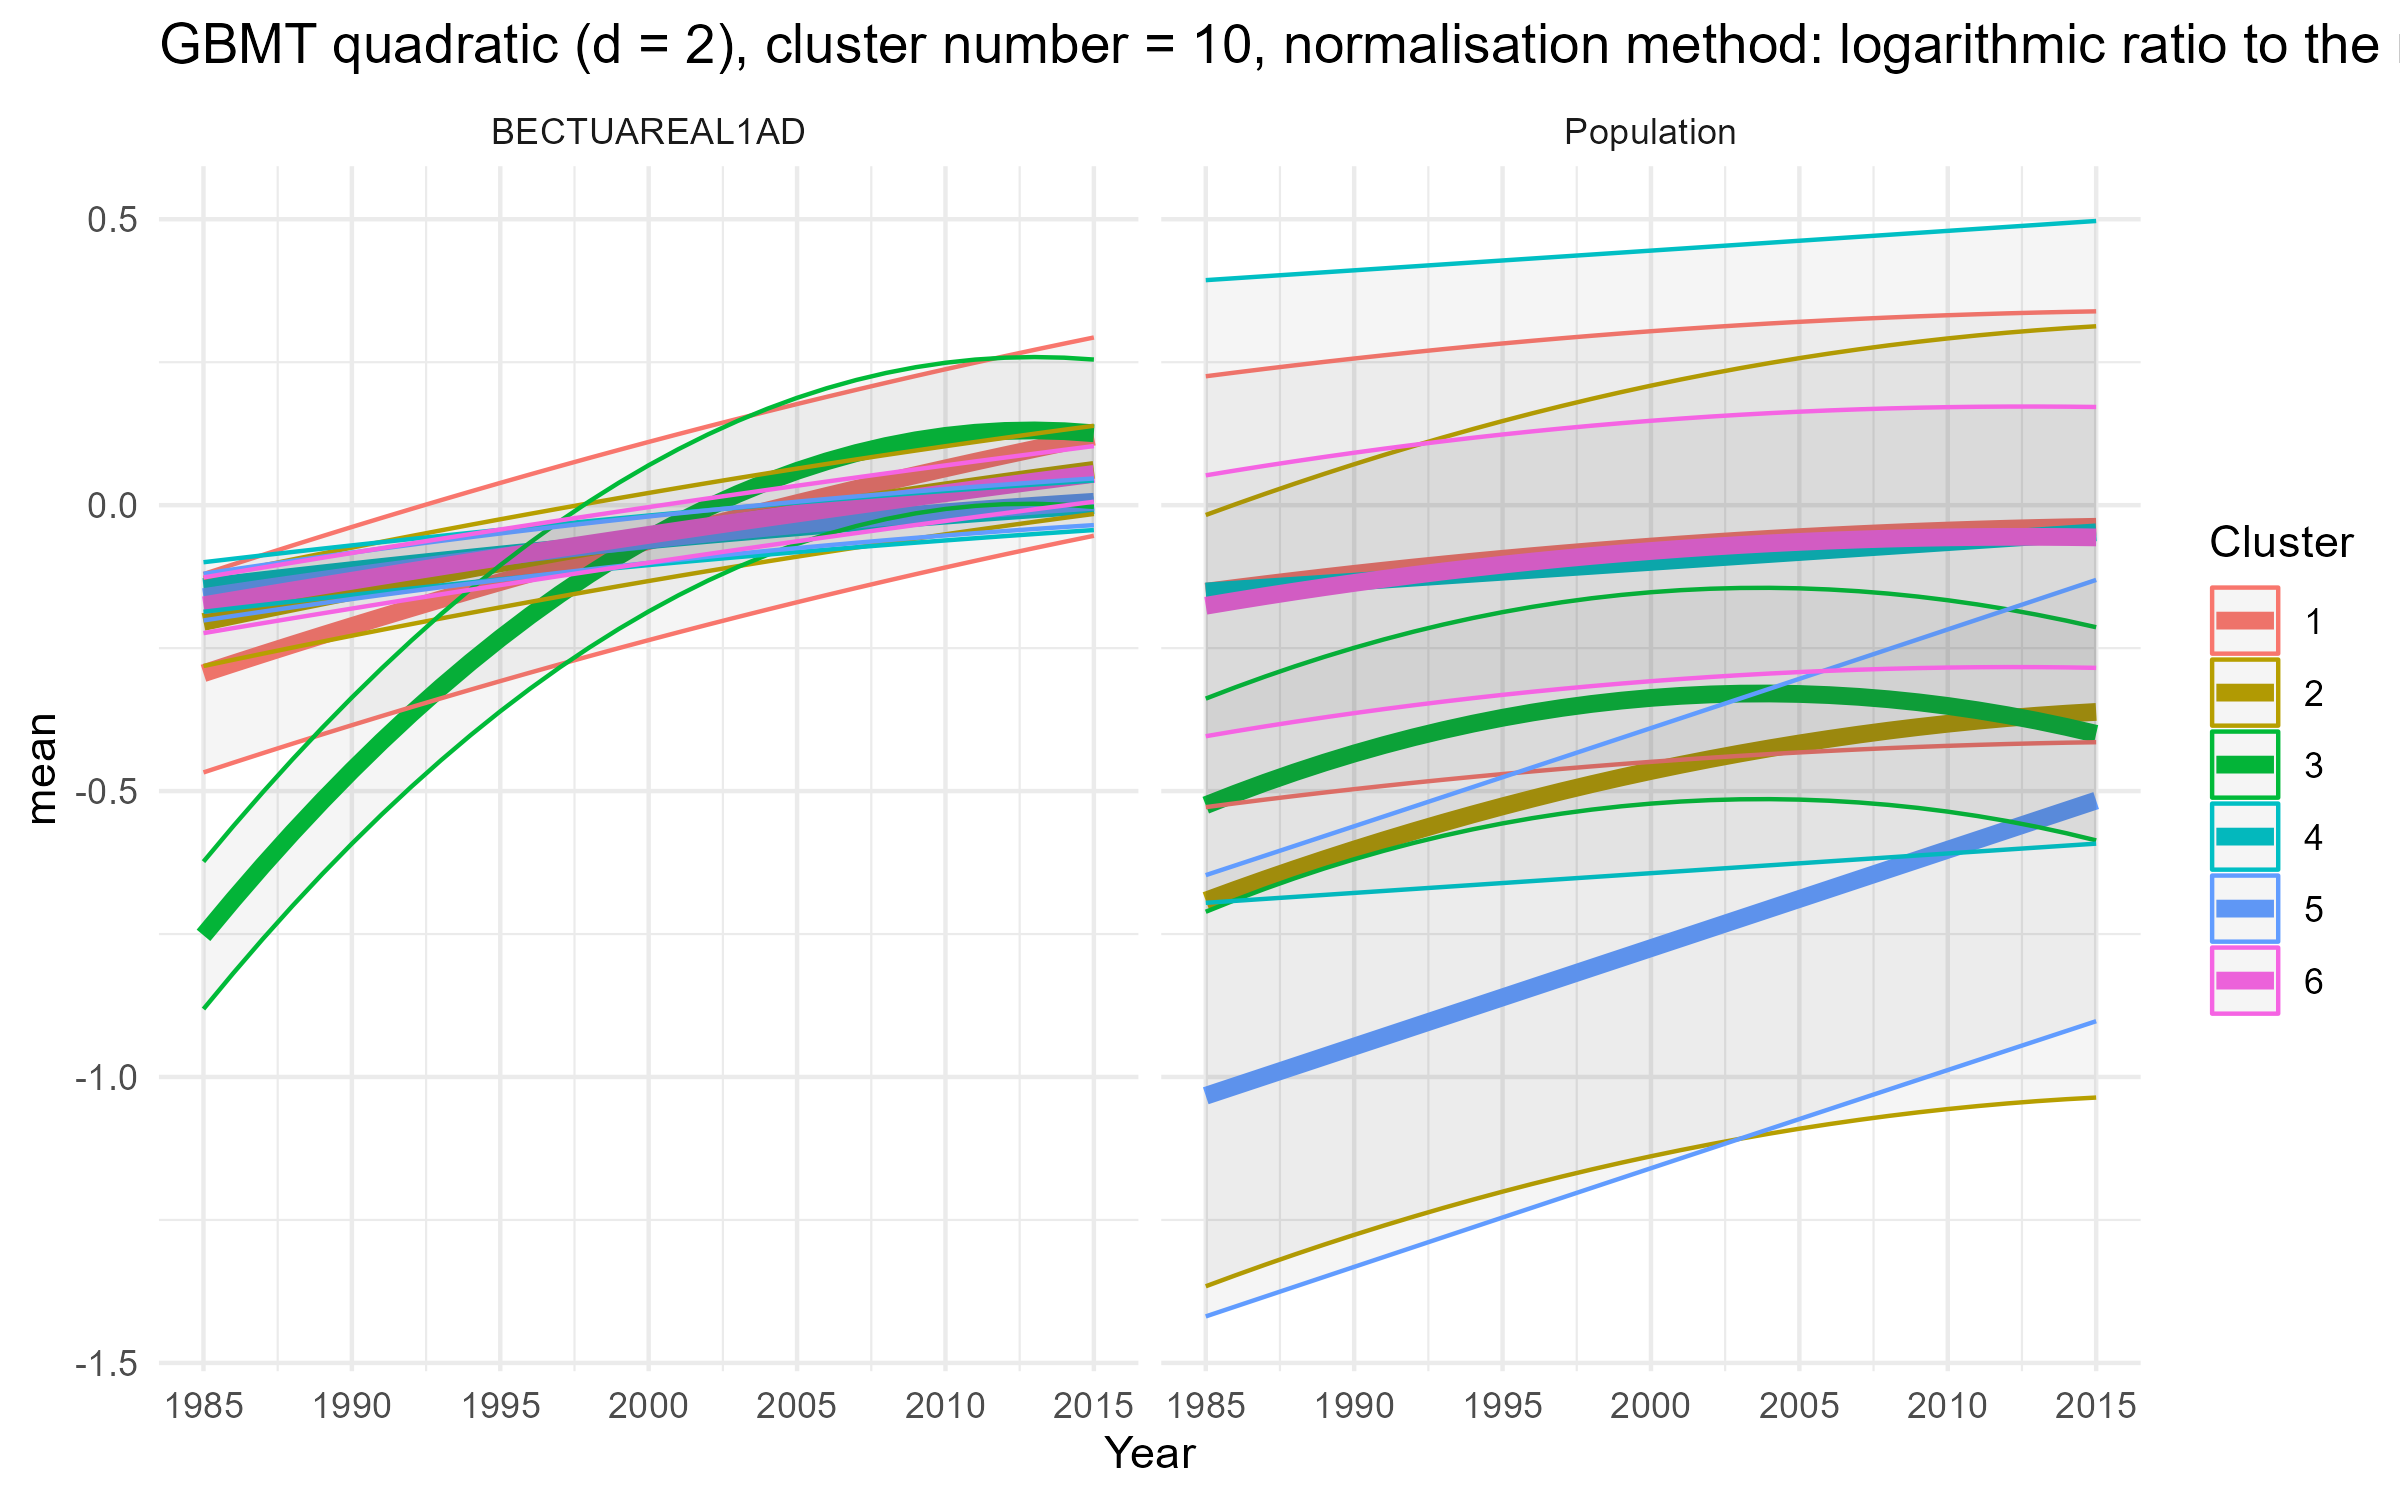 GBMT quadratic (d = 2), cluster number = 10, normalisation method: logarithmic ratio to the
BECTUAREAL1AD
Population
0.5
0.0
-0.5
-1.0
-1.5
mean
1985 1990 1995 2000 2005 2010 2015
1985 1990 1995 2000 2005 2010 2015
Year
Cluster
1
2
3
4
5
6